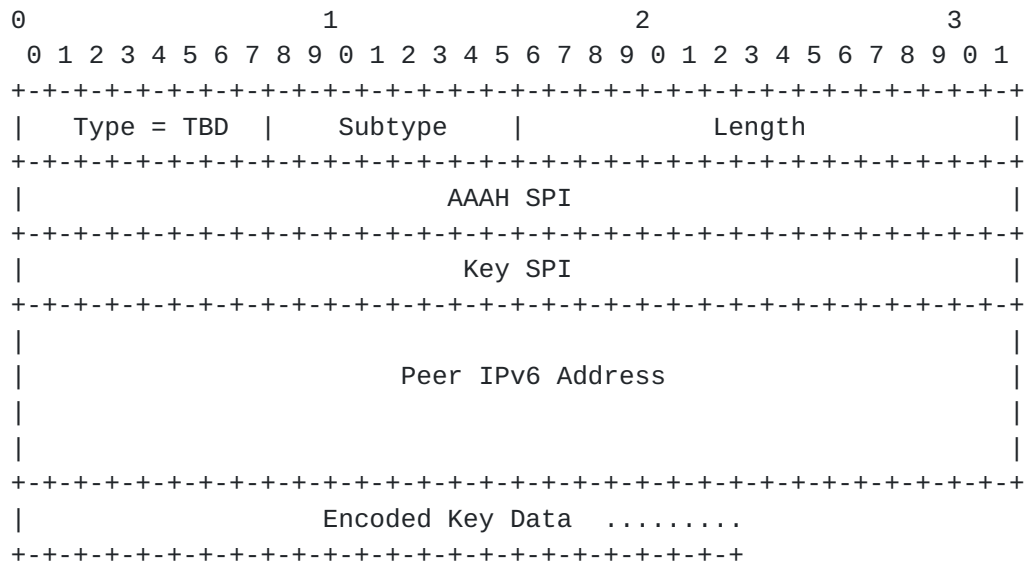 0                   1                   2                   3
 0 1 2 3 4 5 6 7 8 9 0 1 2 3 4 5 6 7 8 9 0 1 2 3 4 5 6 7 8 9 0 1
+-+-+-+-+-+-+-+-+-+-+-+-+-+-+-+-+-+-+-+-+-+-+-+-+-+-+-+-+-+-+-+-+
|   Type = TBD  |    Subtype    |            Length             |
+-+-+-+-+-+-+-+-+-+-+-+-+-+-+-+-+-+-+-+-+-+-+-+-+-+-+-+-+-+-+-+-+
|                           AAAH SPI                            |
+-+-+-+-+-+-+-+-+-+-+-+-+-+-+-+-+-+-+-+-+-+-+-+-+-+-+-+-+-+-+-+-+
|                            Key SPI                            |
+-+-+-+-+-+-+-+-+-+-+-+-+-+-+-+-+-+-+-+-+-+-+-+-+-+-+-+-+-+-+-+-+
|                                                               |
|                        Peer IPv6 Address                      |
|                                                               |
|                                                               |
+-+-+-+-+-+-+-+-+-+-+-+-+-+-+-+-+-+-+-+-+-+-+-+-+-+-+-+-+-+-+-+-+
|                   Encoded Key Data  .........
+-+-+-+-+-+-+-+-+-+-+-+-+-+-+-+-+-+-+-+-+-+-+-+